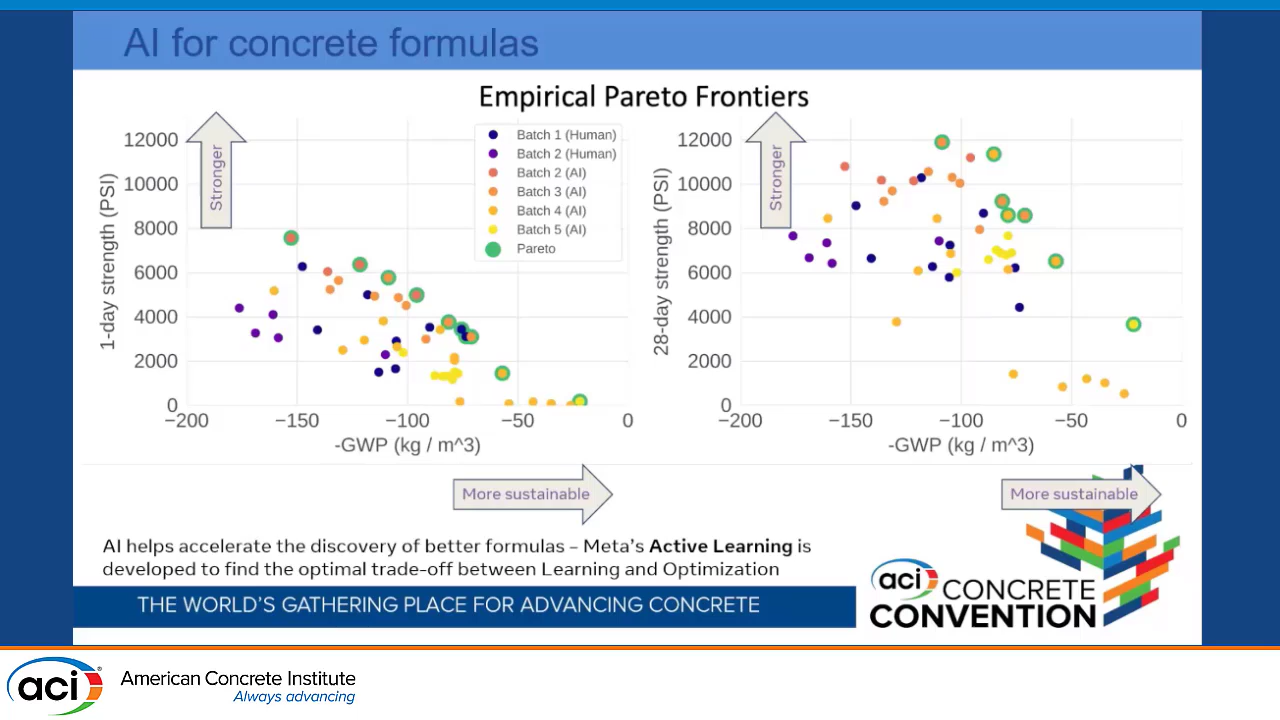 AI for concrete formulas
Empirical Pareto Frontiers
Stronger
1-day strength (PSI)
12000
10000
8000
6000
4000
2000
0
−200
−150
−100
−50
0
-GWP (kg / m^3)
Batch 1 (Human)
Batch 2 (Human)
Batch 2 (AI)
Batch 3 (AI)
Batch 4 (AI)
Batch 5 (AI)
Pareto
More sustainable
Stronger
28-day strength (PSI)
12000
10000
8000
6000
4000
2000
0
−200
−150
−100
−50
0
-GWP (kg / m^3)
More sustainable
AI helps accelerate the discovery of better formulas – Meta's Active Learning is
developed to find the optimal trade-off between Learning and Optimization
THE WORLD'S GATHERING PLACE FOR ADVANCING CONCRETE
aci CONCRETE
CONVENTION
aci®
American Concrete Institute
Always advancing